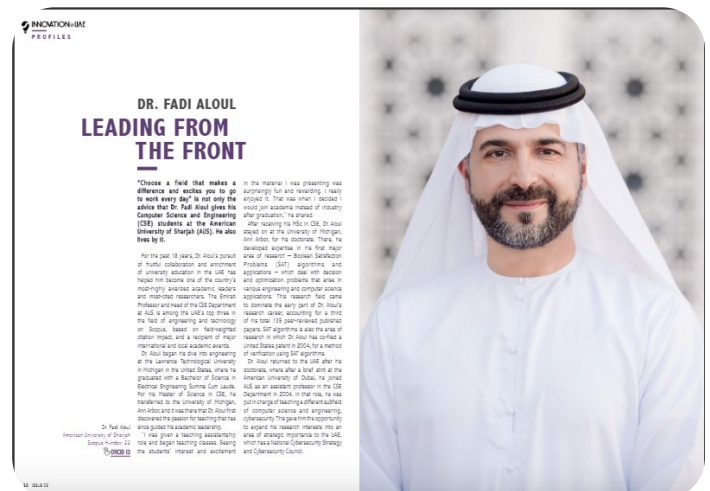 INNOVATION@UAE
PROFILES
DR. FADI ALOUL
LEADING FROM
THE FRONT
"Choose a field that makes a
difference and excites you to go
to work every day" is not only the
advice that Dr. Fadi Aloul gives his
Computer Science and Engineering
(CSE) students at the American
University of Sharjah (AUS). He also
lives by it.
For the past 18 years, Dr. Aloul's pursuit
of fruitful collaboration and enrichment
of university education in the UAE has
helped him become one of the country's
most-highly awarded academic leaders
and most-cited researchers. The Emirati
Professor and Head of the CSE Department
at AUS is among the UAE's top three in
the field of engineering and technology
on Scopus, based on field-weighted
citation impact, and a recipient of major
international and local academic awards.
Dr. Aloul began his dive into engineering
at the Lawrence Technological University
in Michigan in the United States, where he
graduated with a Bachelor of Science in
Electrical Engineering Summa Cum Laude.
For his Master of Science in CSE, he
transferred to the University of Michigan,
Ann Arbor, and it was there that Dr. Aloul first
discovered the passion for teaching that has
since guided his academic leadership.
"I was given a teaching assistantship
role and began teaching classes. Seeing
the students' interest and excitement
in the material I was presenting was
surprisingly fun and rewarding. I really
enjoyed it. That was when I decided I
would join academia instead of industry
after graduation," he shared.
After receiving his MSc in CSE, Dr. Aloul
stayed on at the University of Michigan,
Ann Arbor, for his doctorate. There, he
developed expertise in his first major
area of research – Boolean Satisfaction
Problems (SAT) algorithms and
applications – which deal with decision
and optimization problems that arise in
various engineering and computer science
applications. This research field came
to dominate the early part of Dr. Aloul's
research career, accounting for a third
of his total 135 peer-reviewed published
papers. SAT algorithms is also the area of
research in which Dr. Aloul has co-filed a
United States patent in 2004, for a method
of verification using SAT algorithms.
Dr. Aloul returned to the UAE after his
doctorate, where after a brief stint at the
American University of Dubai, he joined
AUS as an assistant professor in the CSE
Department in 2004. In that role, he was
put in charge of teaching a different subfield
of computer science and engineering,
cybersecurity. This gave him the opportunity
to expand his research interests into an
area of strategic importance to the UAE,
which has a National Cybersecurity Strategy
and Cybersecurity Council.
Dr. Fadi Aloul
American University of Sharjah
Scopus H-index: 22
ORCID ID
ISSUE 02